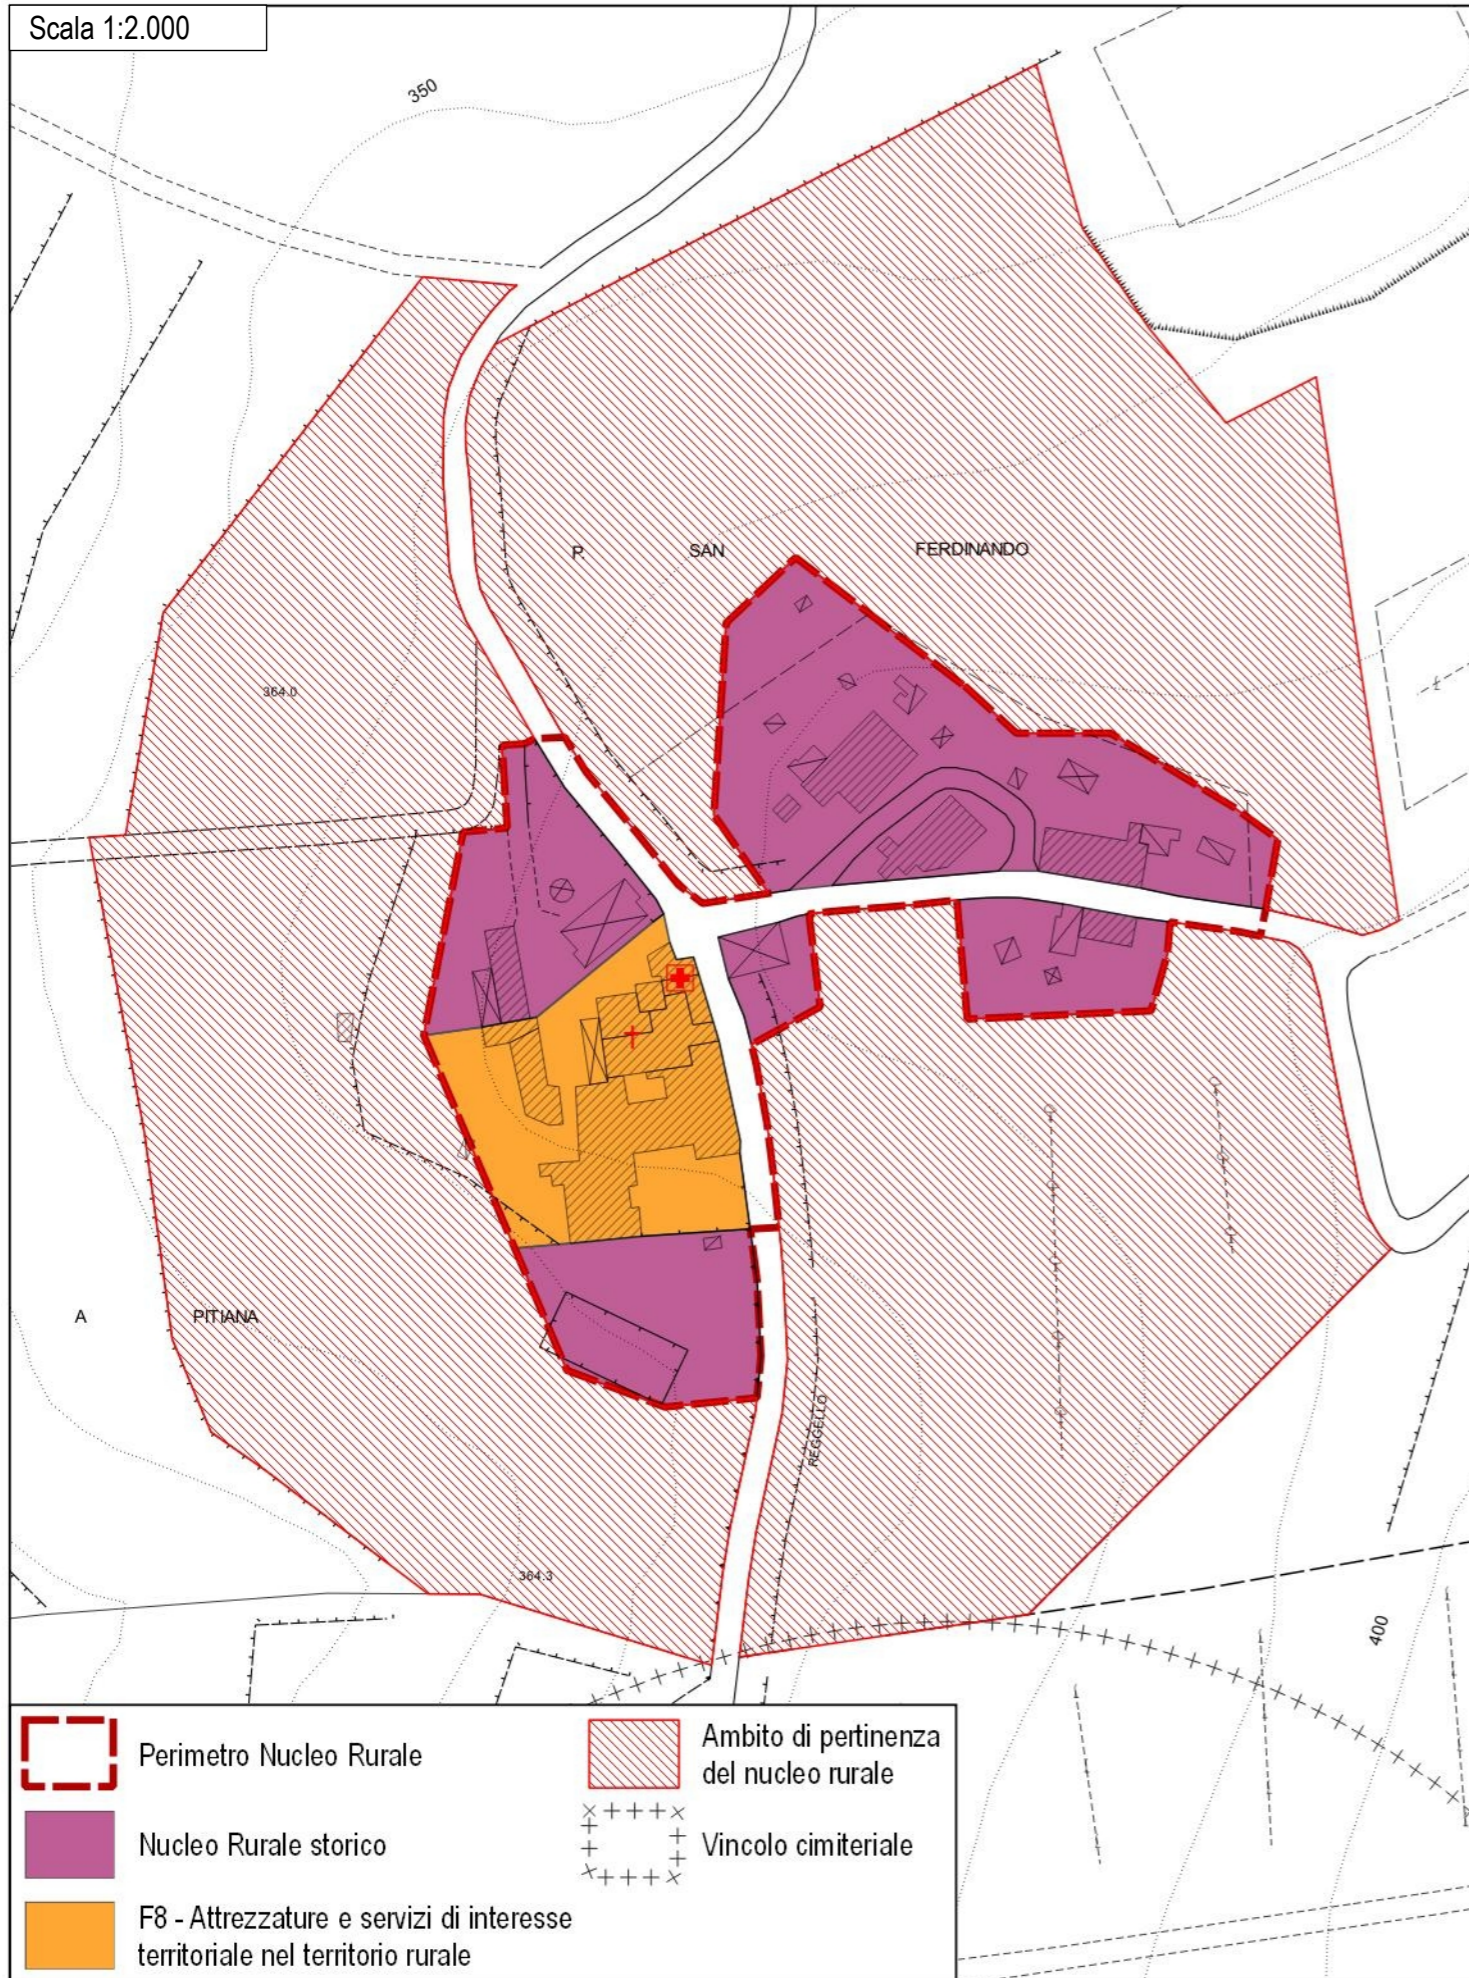 Scala 1:2.000
350
P. SAN FERDINANDO
364.0
A PITIANA
REGGELLO
364.3
400
Perimetro Nucleo Rurale
Nucleo Rurale storico
F8 - Attrezzature e servizi di interesse
territoriale nel territorio rurale
Ambito di pertinenza
del nucleo rurale
Vincolo cimiteriale